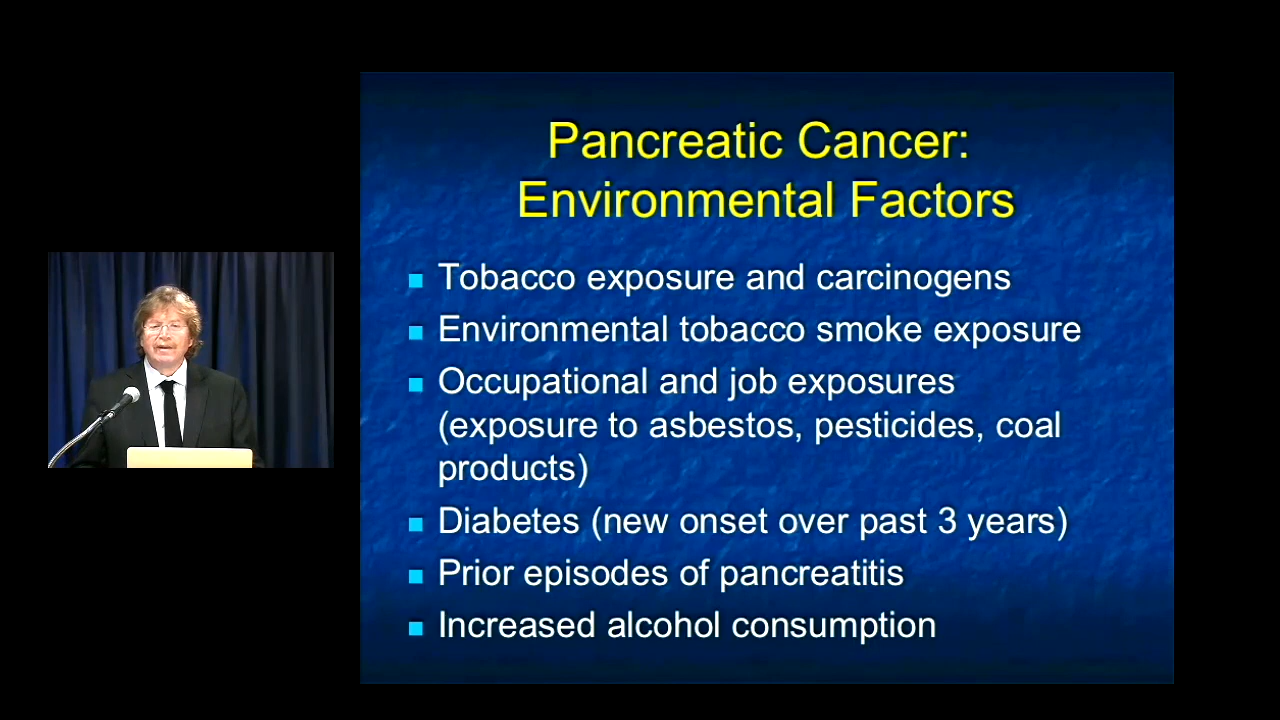 Pancreatic Cancer:
Environmental Factors
Tobacco exposure and carcinogens
Environmental tobacco smoke exposure
Occupational and job exposures
(exposure to asbestos, pesticides, coal
products)
Diabetes (new onset over past 3 years)
Prior episodes of pancreatitis
Increased alcohol consumption